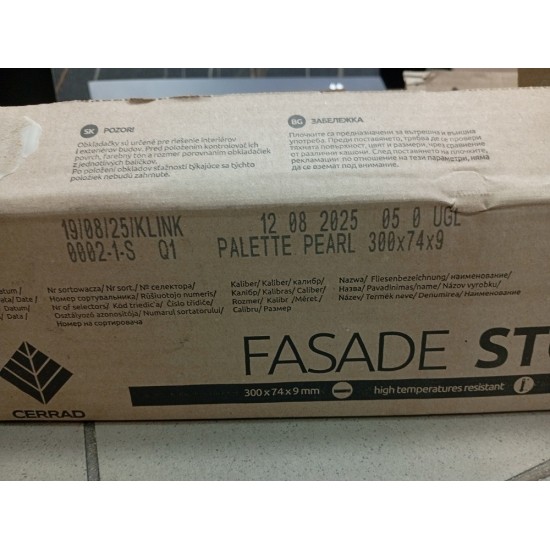 SK POZOR!
Obkladačky sú určené pre riešenie interiérov
i exteriérov budov. Pred položením kontrolovať ich
povrch, farebný tón a rozmer porovnaním obkladačiek
z jednotlivých balíčkov.
Po položení obkladov sťažnosti týkajúce sa týchto
položiek nebudú zahrnuté.
BG ЗАБЕЛЕЖКА
Плочките са предназначени за вътрешна и външна
употреба. Преди поставянето, трябва да се провери
тяхната повърхност, цвят и размери, чрез сравнение
от различни кашони. След поставянето на плочките,
рекламации по отношения на тези параметри, няма
да се вземат под внимание.
19/08/25/KLINK 12 08 2025 05 0 UGL
0002-1-S Q1 PALETTE PEARL 300x74x9
Datum /
Data /
Nr sortowacza/ Nr sort./ № селектора/
Номер сортувальника/ Rūšiuotojo numeris/
No of selectors/ Kód triediča/ Číslo třídiče/
Osztályozó azonosítója/ Numarul sortatorului/
Номер на сортировача
Kaliber/ Kaliber/ калибр/
Калібр/ Kalibras/ Caliber/
Rozmer/ Kalibr /Méret /
Calibru/ Размер
Nazwa/ Fliesenbezeichnung /наименование/
Назва/ Pavadinimas/name/ Názov výrobku/
Název/ Termék neve/ Denumirea/ Наименование
CERRAD
FASADE
300 x 74 x 9 mm high temperatures resistant i